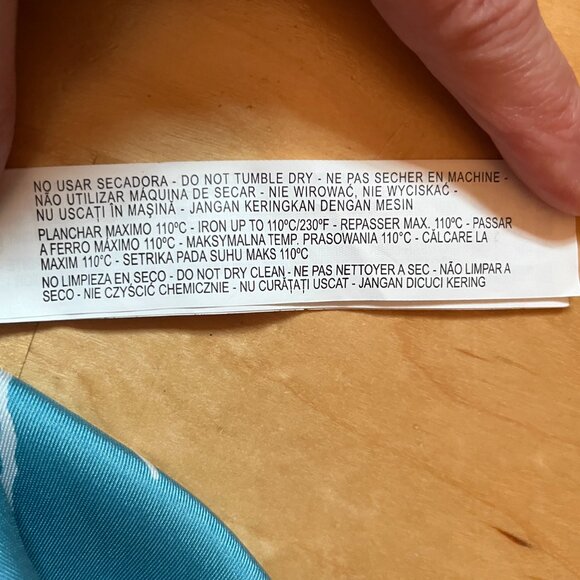 NO USAR SECADORA - DO NOT TUMBLE DRY - NE PAS SECHER EN MACHINE -
NÃO UTILIZAR MÁQUINA DE SECAR - NIE WIROWAĆ, NIE WYCISKAĆ -
NU USCAȚI ÎN MAȘINĂ - JANGAN KERINGKAN DENGAN MESIN
PLANCHAR MAXIMO 110ºC - IRON UP TO 110ºC/230ºF - REPASSER MAX. 110ºC - PASSAR
A FERRO MÁXIMO 110ºC - MAKSYMALNA TEMP. PRASOWANIA 110°C - CĂLCARE LA
MAXIM 110°C - SETRIKA PADA SUHU MAKS 110ºC
NO LIMPIEZA EN SECO - DO NOT DRY CLEAN - NE PAS NETTOYER A SEC - NÃO LIMPAR A
SECO - NIE CZYŚCIĆ CHEMICZNIE - NU CURĂȚAȚI USCAT - JANGAN DICUCI KERING